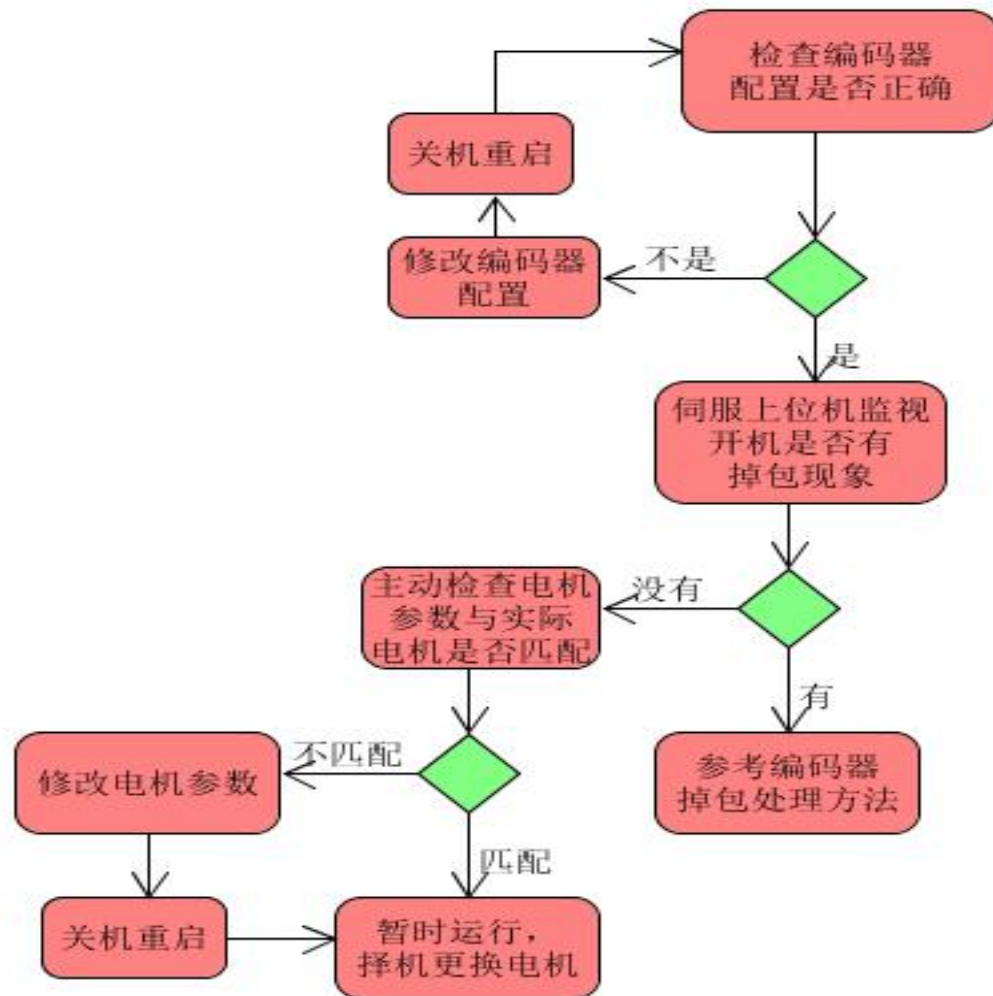 检查编码器
配置是否正确
关机重启
修改编码器
配置
不是
是
伺服上位机监视
开机是否有
掉包现象
主动检查电机
参数与实际
电机是否匹配
没有
有
参考编码器
掉包处理方法
不匹配
修改电机参数
匹配
关机重启
暂时运行，
择机更换电机